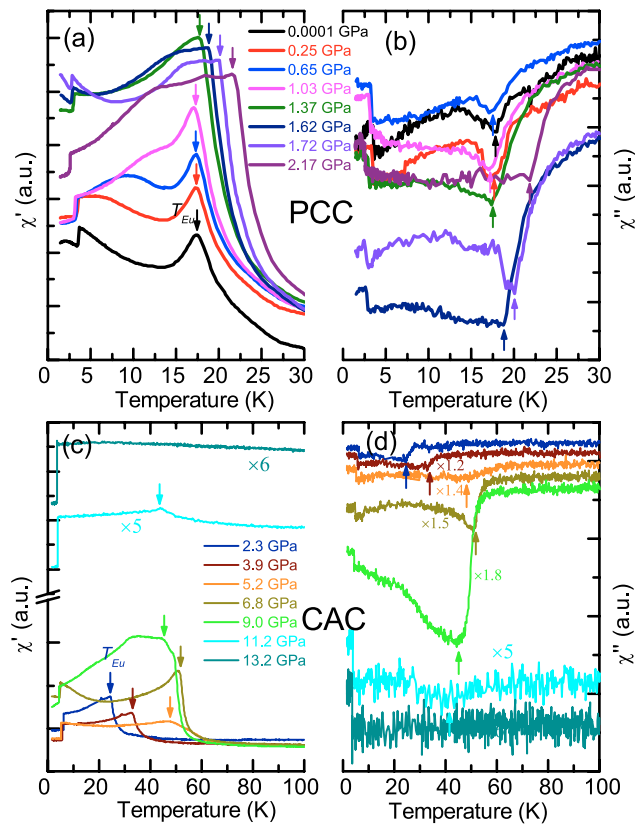 (a)
(b)
0.0001 GPa
0.25 GPa
0.65 GPa
1.03 GPa
1.37 GPa
1.62 GPa
1.72 GPa
2.17 GPa
T_Eu
PCC
χ' (a.u.)
χ'' (a.u.)
0 5 10 15 20 25 30
0 5 10 15 20 25 30
Temperature (K)
Temperature (K)
(c)
(d)
×6
×5
2.3 GPa
3.9 GPa
5.2 GPa
6.8 GPa
9.0 GPa
11.2 GPa
13.2 GPa
T_Eu
CAC
×1.2
×1.4
×1.5
×1.8
×5
χ' (a.u.)
χ'' (a.u.)
0 20 40 60 80 100
0 20 40 60 80 100
Temperature (K)
Temperature (K)